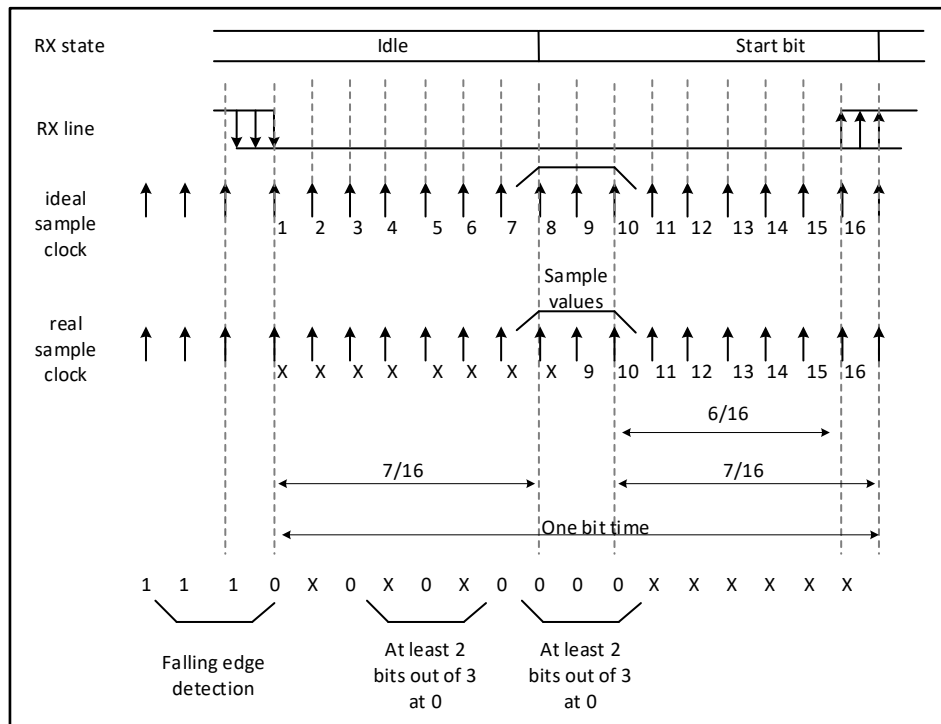 RX state
Idle
Start bit
RX line
ideal
sample
clock
1 2 3 4 5 6 7 8 9 10 11 12 13 14 15 16
Sample
values
real
sample
clock
X X X X X X X X 9 10 11 12 13 14 15 16
6/16
7/16
7/16
One bit time
1 1 1 0 X 0 X 0 X 0 0 0 0 X X X X X X
Falling edge
detection
At least 2
bits out of 3
at 0
At least 2
bits out of 3
at 0